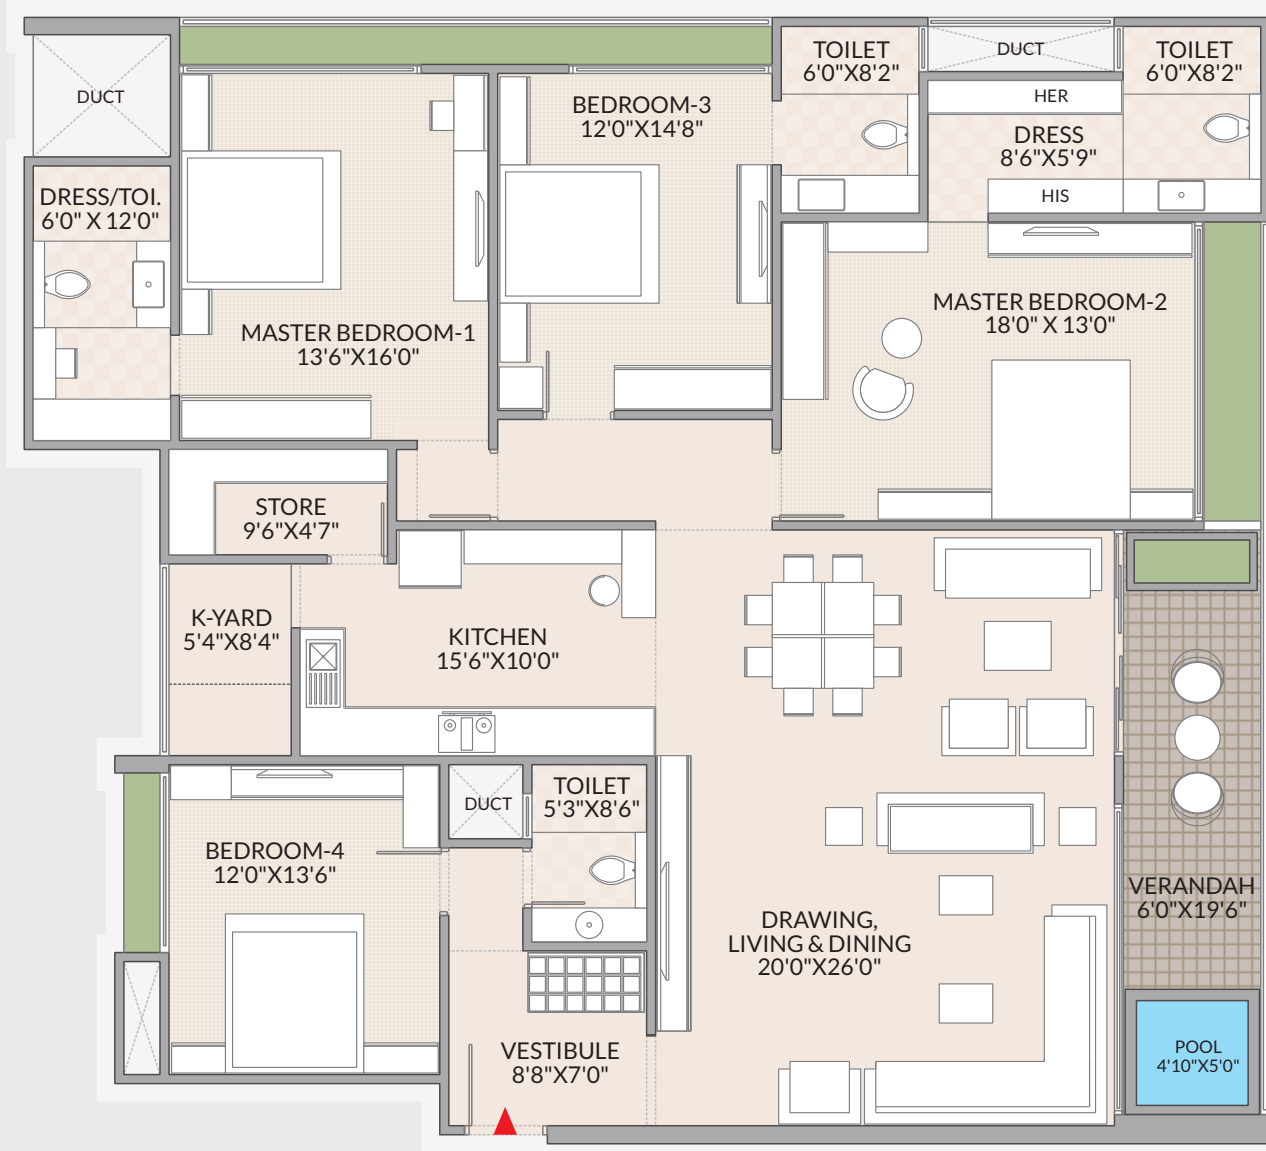 DUCT
TOILET
6'0"X8'2"
DUCT
TOILET
6'0"X8'2"
HER
BEDROOM-3
12'0"X14'8"
DRESS
8'6"X5'9"
HIS
DRESS/TOI.
6'0" X 12'0"
MASTER BEDROOM-1
13'6"X16'0"
MASTER BEDROOM-2
18'0" X 13'0"
STORE
9'6"X4'7"
K-YARD
5'4"X8'4"
KITCHEN
15'6"X10'0"
BEDROOM-4
12'0"X13'6"
DUCT
TOILET
5'3"X8'6"
DRAWING,
LIVING & DINING
20'0"X26'0"
VERANDAH
6'0"X19'6"
VESTIBULE
8'8"X7'0"
POOL
4'10"X5'0"